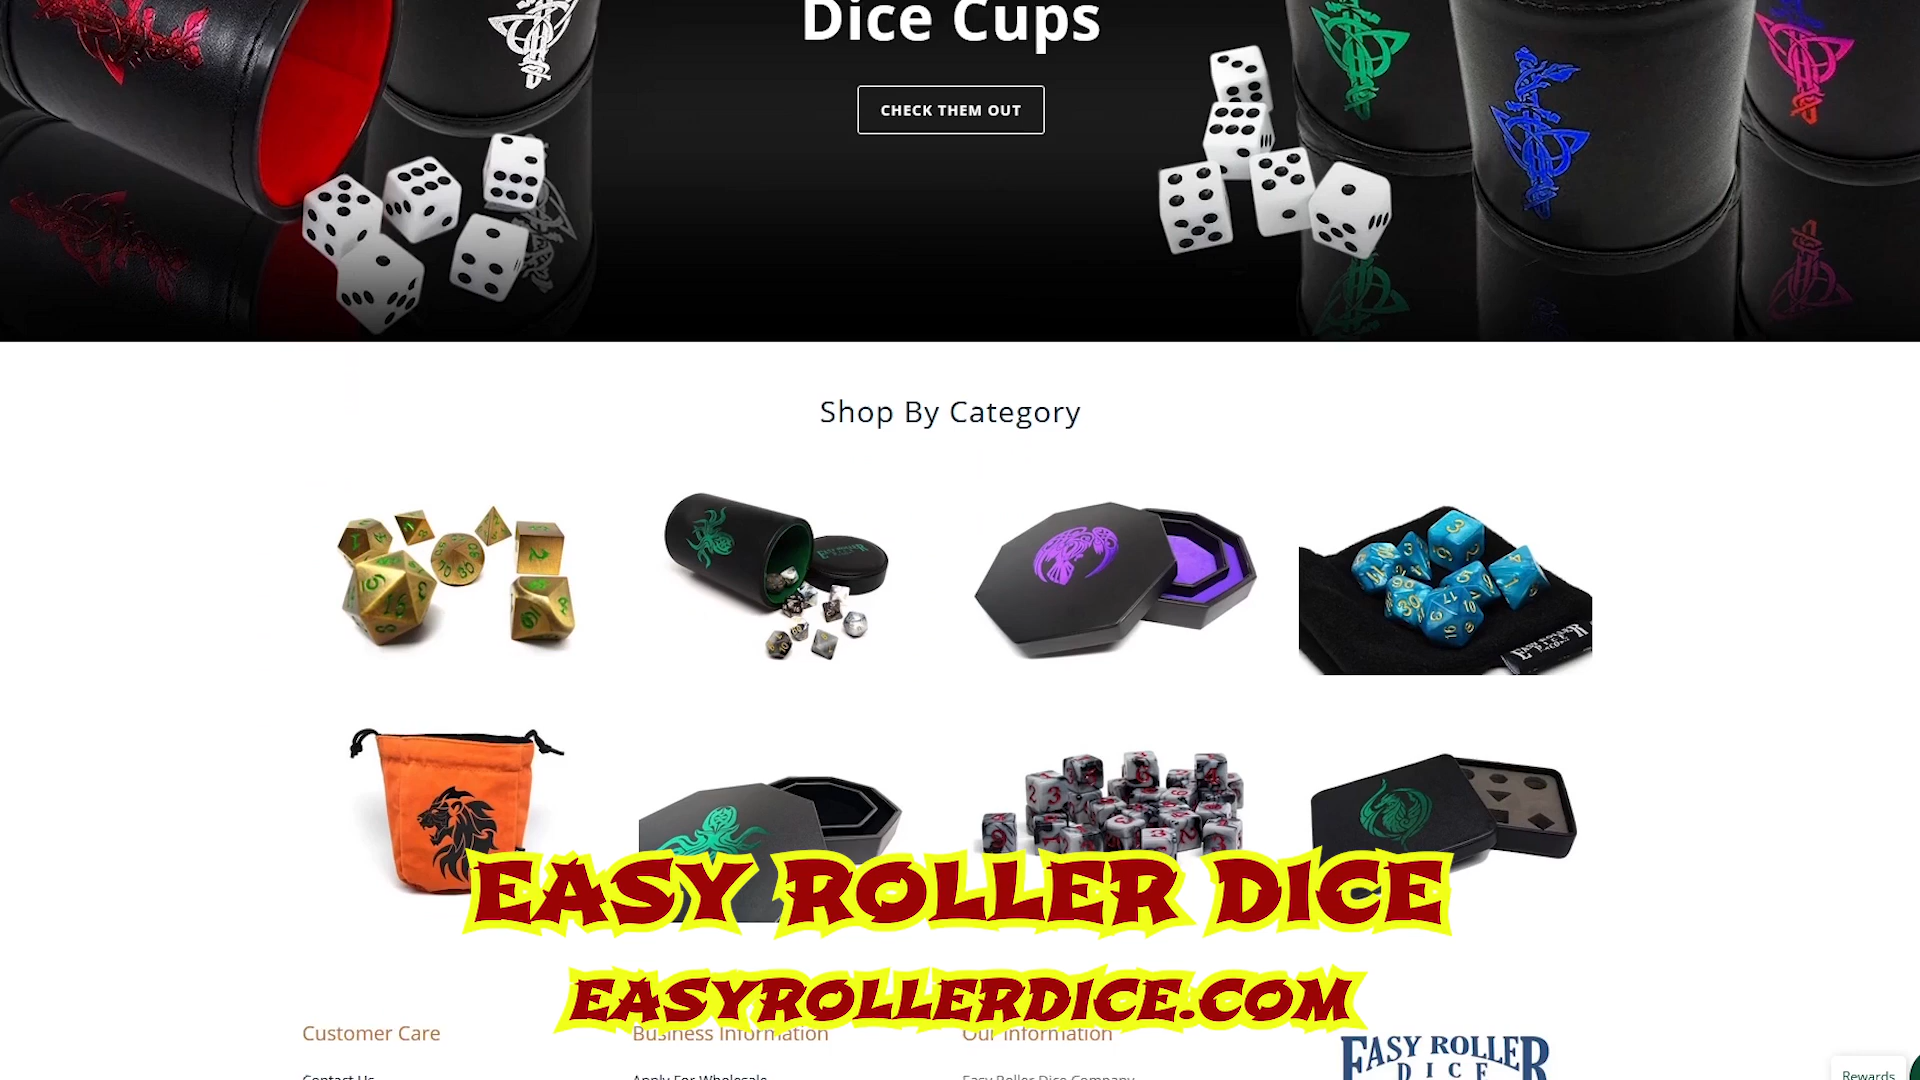 Dice Cups
CHECK THEM OUT
Shop By Category
EASY ROLLER DICE
EASYROLLERDICE.COM
Customer Care
Business Information
Our Information
EASY ROLLER
DICE
Contact Us
Apply For Wholesale
Easy Roller Dice Company
Rewards